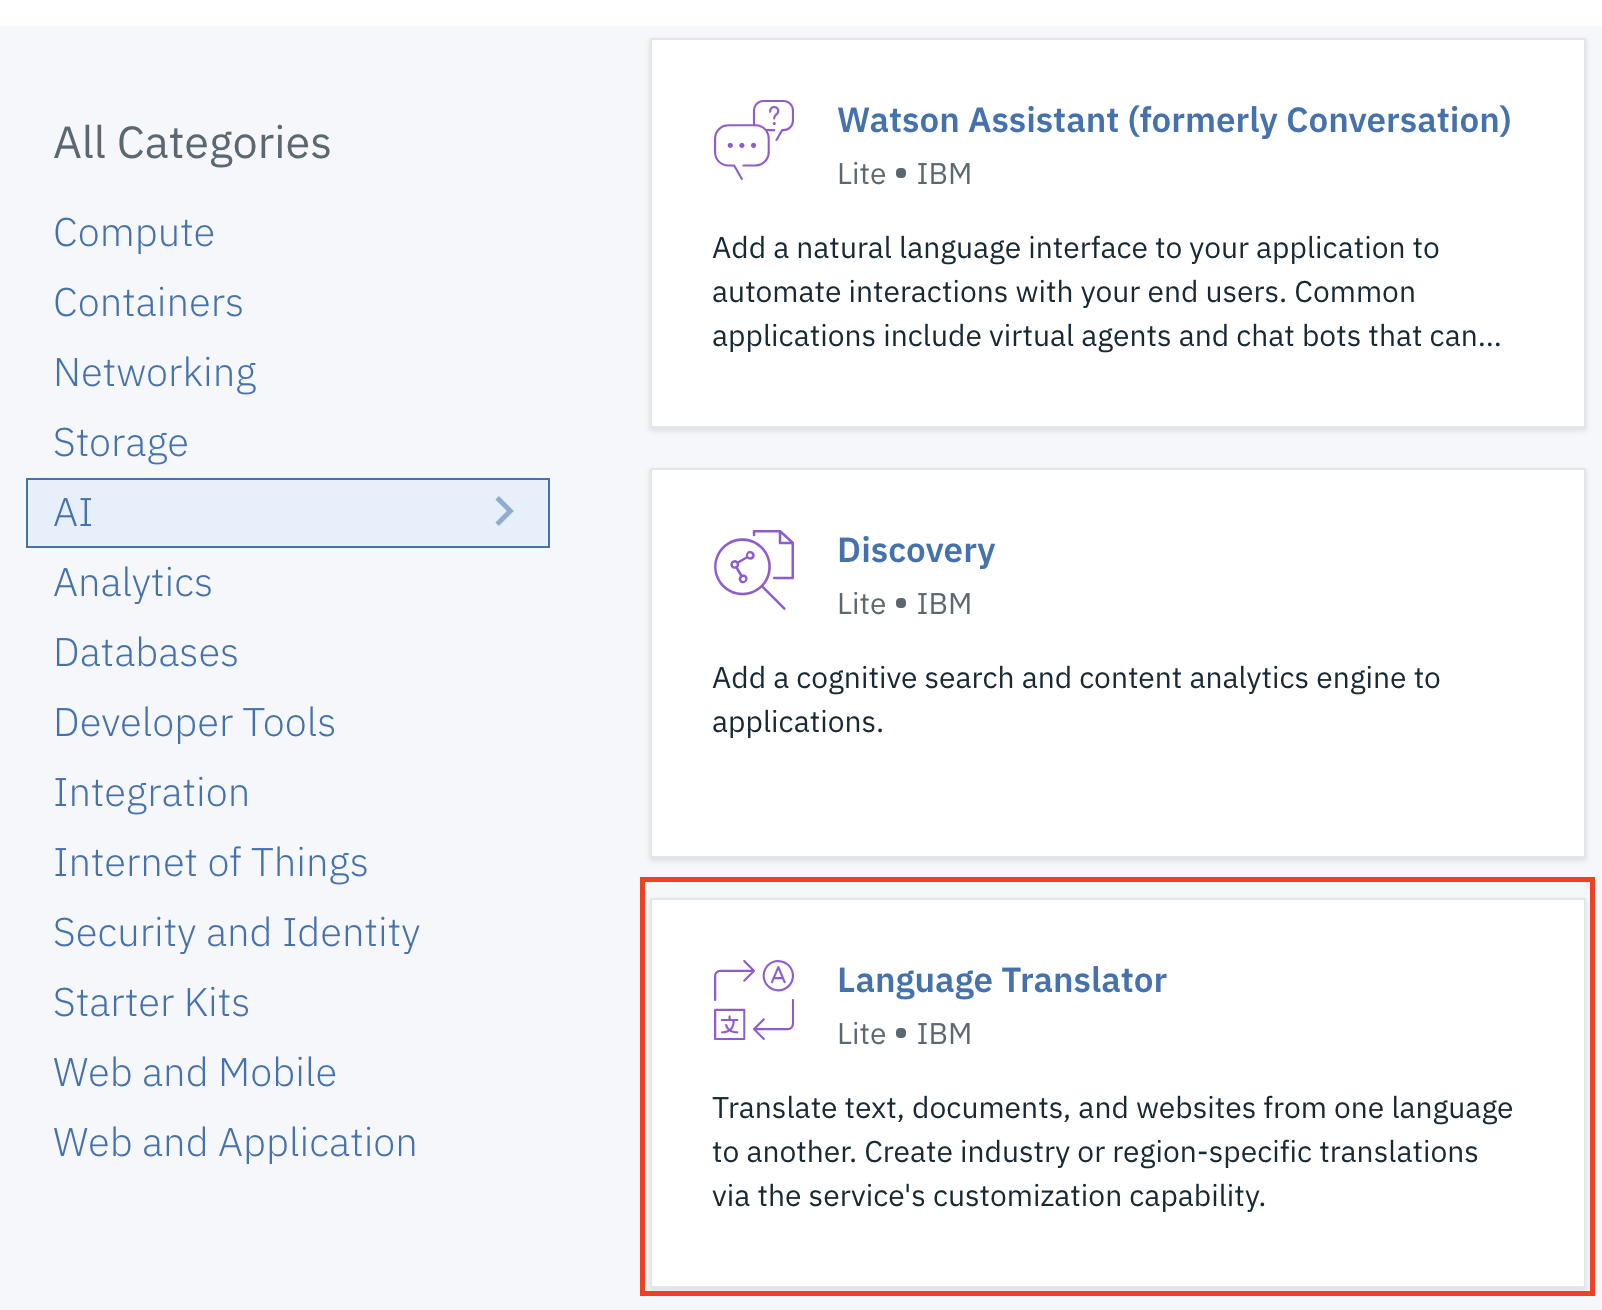 All Categories
Compute
Containers
Networking
Storage
AI
Analytics
Databases
Developer Tools
Integration
Internet of Things
Security and Identity
Starter Kits
Web and Mobile
Web and Application
?
Watson Assistant (formerly Conversation)
Lite • IBM
Add a natural language interface to your application to
automate interactions with your end users. Common
applications include virtual agents and chat bots that can...
Discovery
Lite • IBM
Add a cognitive search and content analytics engine to
applications.
A
文
Language Translator
Lite • IBM
Translate text, documents, and websites from one language
to another. Create industry or region-specific translations
via the service's customization capability.